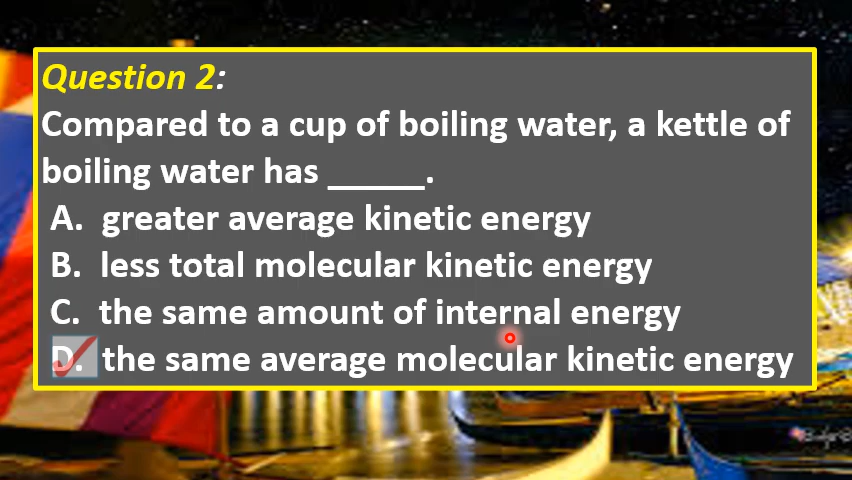 Question 2:
Compared to a cup of boiling water, a kettle of
boiling water has _____.
A. greater average kinetic energy
B. less total molecular kinetic energy
C. the same amount of internal energy
D. the same average molecular kinetic energy